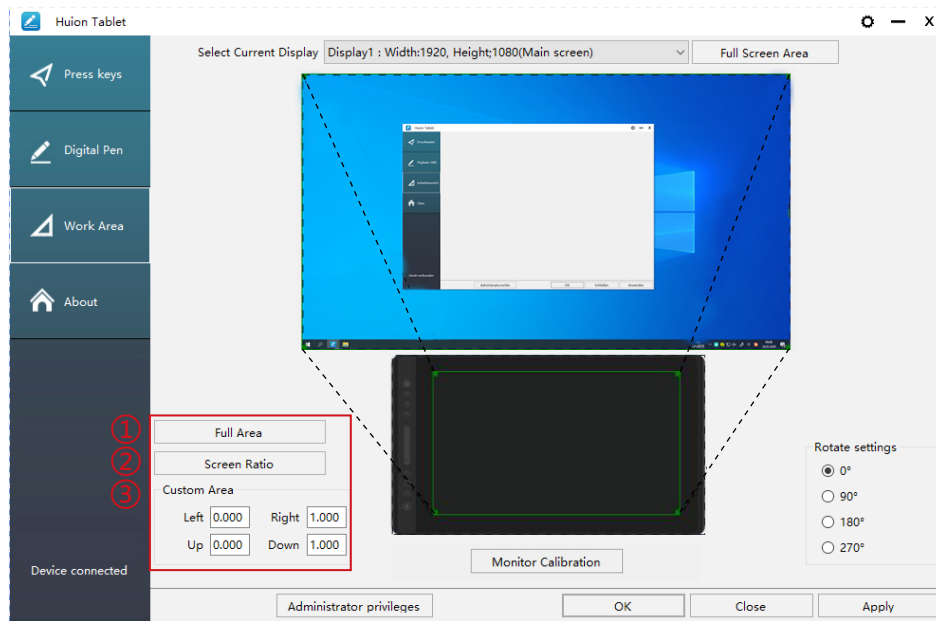 Huion Tablet
Select Current Display Display1 : Width:1920, Height;1080(Main screen) Full Screen Area
Press keys
Digital Pen
Work Area
About
Huion Tablet
① Full Area
② Screen Ratio
③ Custom Area
Left 0.000 Right 1.000
Up 0.000 Down 1.000
Rotate settings
0°
90°
180°
270°
Monitor Calibration
Device connected
Administrator privileges OK Close Apply